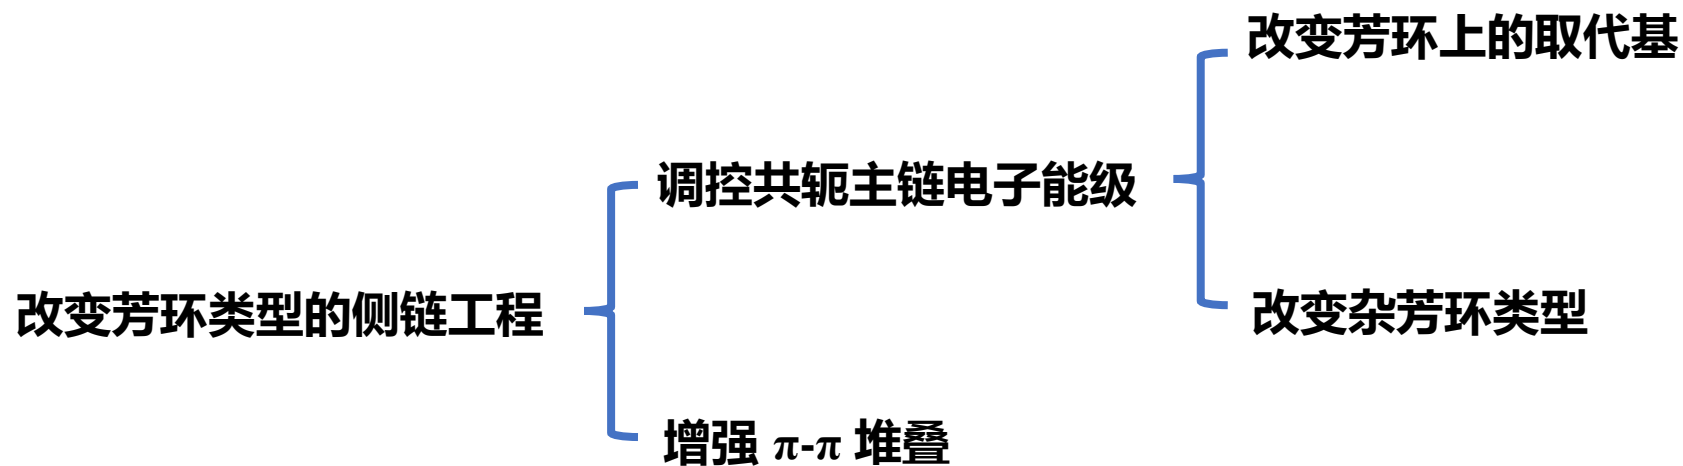 改变芳环上的取代基
调控共轭主链电子能级
改变芳环类型的侧链工程
改变杂芳环类型
增强 π-π 堆叠